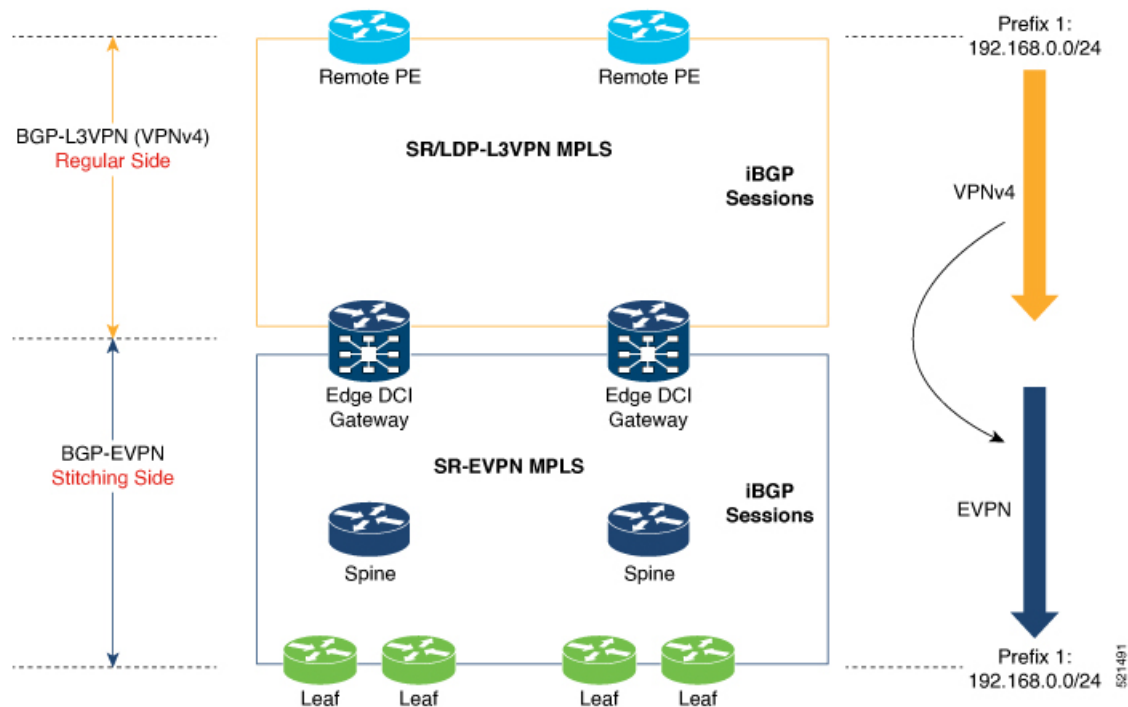 Remote PE
Remote PE
Prefix 1:
192.168.0.0/24
BGP-L3VPN (VPNv4)
Regular Side
SR/LDP-L3VPN MPLS
iBGP
Sessions
VPNv4
Edge DCI
Gateway
Edge DCI
Gateway
BGP-EVPN
Stitching Side
SR-EVPN MPLS
iBGP
Sessions
EVPN
Spine
Spine
Leaf
Leaf
Leaf
Leaf
Prefix 1:
192.168.0.0/24
521491